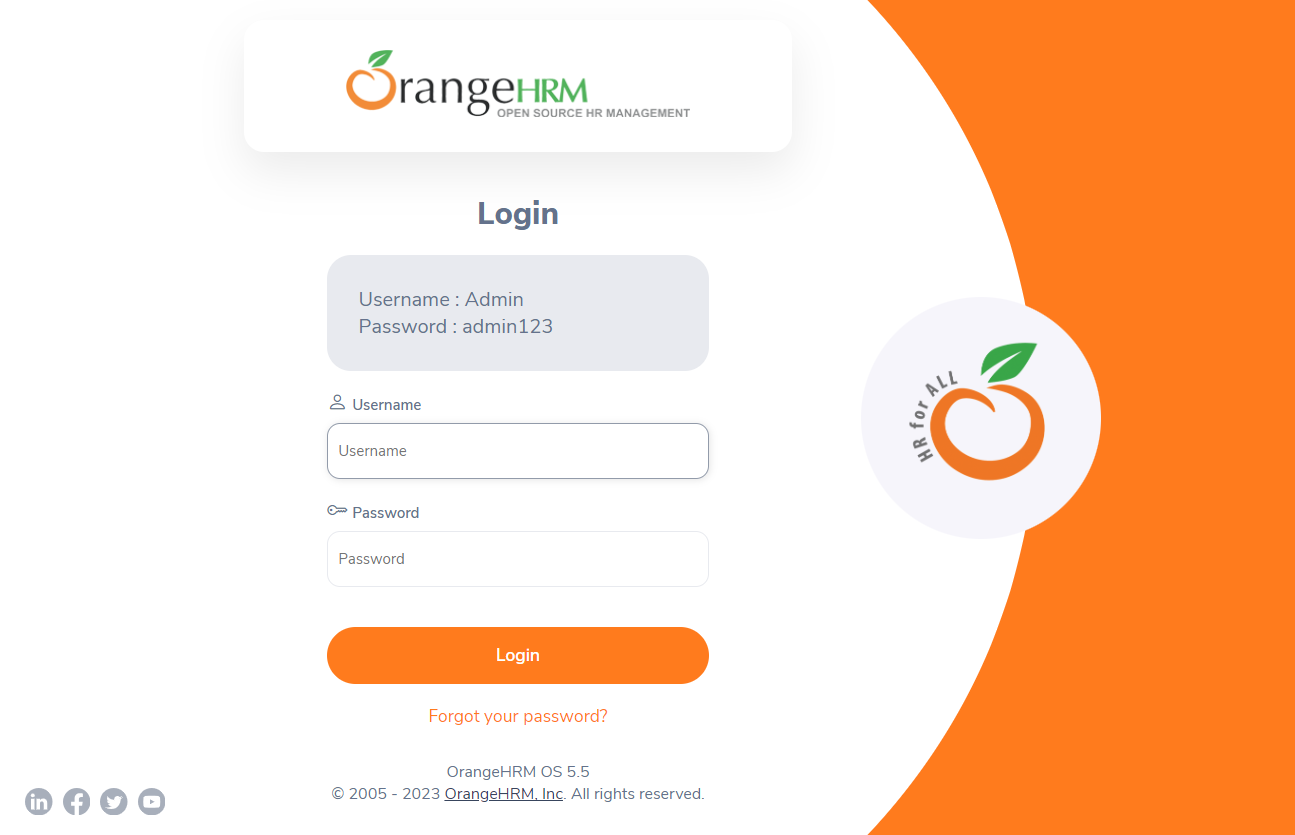 OrangeHRM
OPEN SOURCE HR MANAGEMENT
Login
Username : Admin
Password : admin123
Username
Username
Password
Password
Login
Forgot your password?
OrangeHRM OS 5.5
© 2005 - 2023 OrangeHRM, Inc. All rights reserved.
HR for ALL